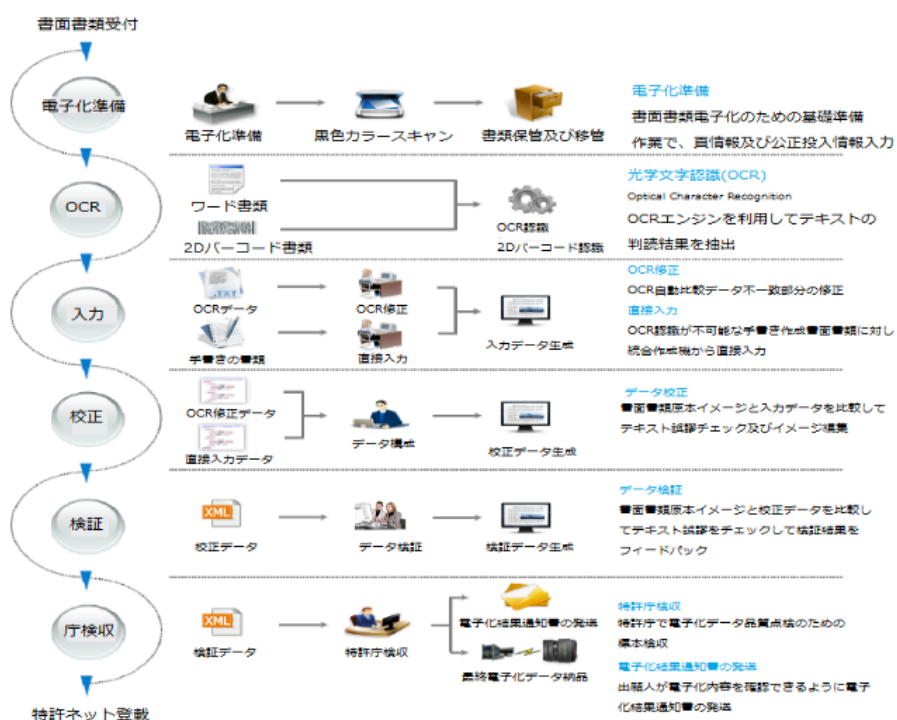 書面書類受付
電子化準備
電子化準備
黒色カラースキャン
書類保管及び移管
電子化準備
書面書類電子化のための基礎準備
作業で、頁情報及び公正投入情報入力
OCR
ワード書類
2Dバーコード書類
OCR認識
2Dバーコード認識
光学文字認識(OCR)
Optical Character Recognition
OCRエンジンを利用してテキストの
判読結果を抽出
入力
OCRデータ
OCR修正
手書きの書類
直接入力
入力データ生成
OCR修正
OCR自動比較データ不一致部分の修正
直接入力
OCR認識が不可能な手書き作成書面書類に対し
統合作成機から直接入力
校正
OCR修正データ
直接入力データ
データ構成
校正データ生成
データ校正
書面書類原本イメージと入力データを比較して
テキスト誤謬チェック及びイメージ編集
検証
XML
校正データ
データ検証
検証データ生成
データ検証
書面書類原本イメージと校正データを比較し
てテキスト誤謬をチェックして検証結果を
フィードバック
庁検収
XML
検証データ
特許庁検収
電子化結果通知書の発送
最終電子化データ納品
特許庁検収
特許庁で電子化データ品質点検のための
標本検収
電子化結果通知書の発送
出願人が電子化内容を確認できるように電子
化結果通知書の発送
特許ネット登載